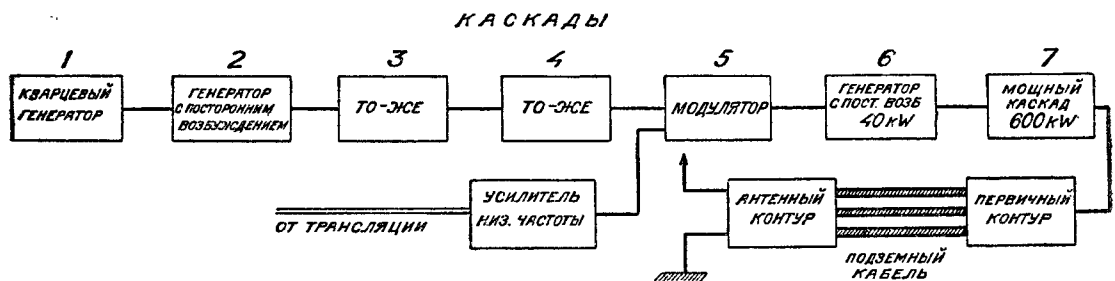 КАСКАДЫ
1 2 3 4 5 6 7
КВАРЦЕВЫЙ
ГЕНЕРАТОР
ГЕНЕРАТОР
С ПОСТОРОННИМ
ВОЗБУЖДЕНИЕМ
ТО-ЖЕ
ТО-ЖЕ
МОДУЛЯТОР
ГЕНЕРАТОР
С ПОСТ. ВОЗБ
40 kW
МОЩНЫЙ
КАСКАД
600 kW
ОТ ТРАНСЛЯЦИИ
УСИЛИТЕЛЬ
НИЗ. ЧАСТОТЫ
АНТЕННЫЙ
КОНТУР
ПОДЗЕМНЫЙ
КАБЕЛЬ
ПЕРВИЧНЫЙ
КОНТУР